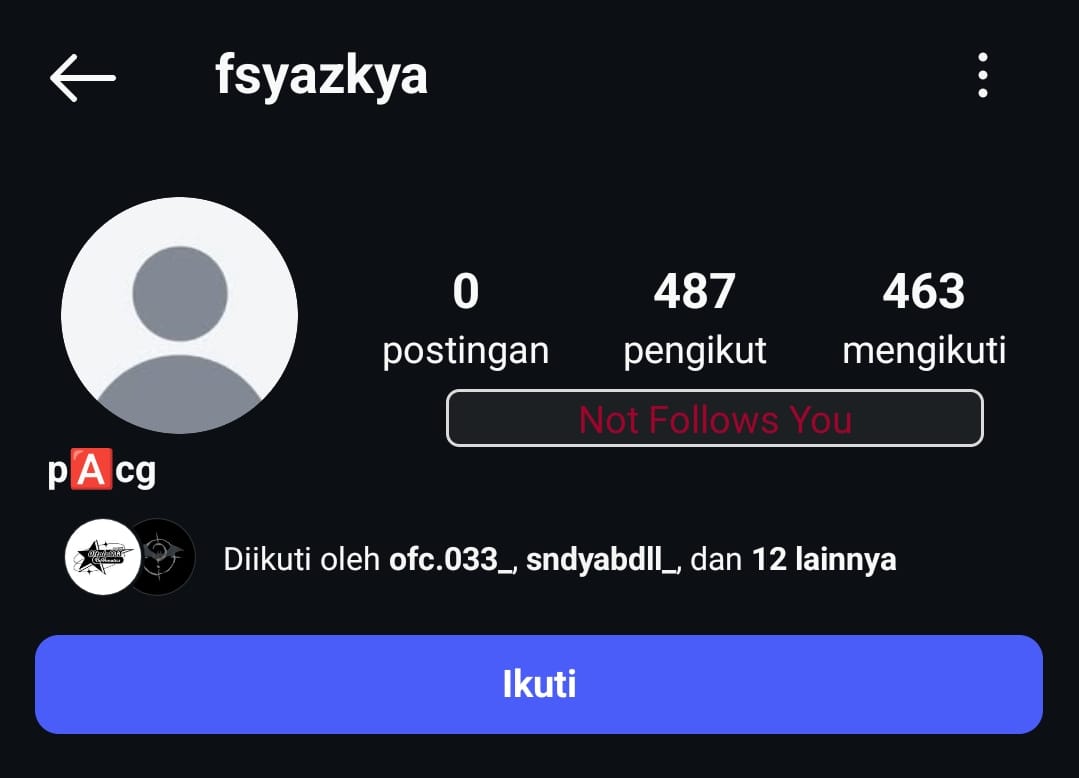 fsyazkya
0 487 463
postingan pengikut mengikuti
Not Follows You
p🅰️cg
Diikuti oleh ofc.033_, sndyabdll_, dan 12 lainnya
Ikuti